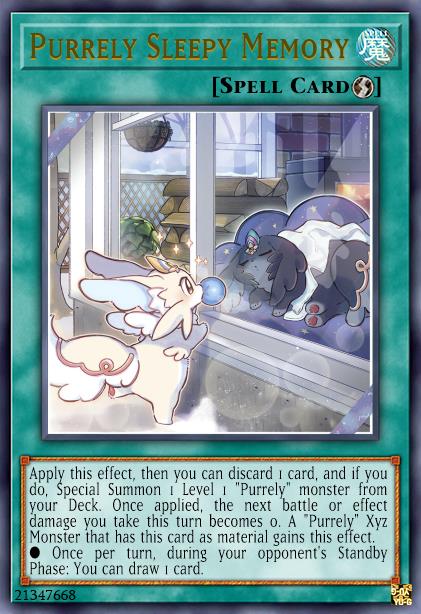 Purrely Sleepy Memory
SPELL
魔
[Spell Card]
Apply this effect, then you can discard 1 card, and if you
do, Special Summon 1 Level 1 "Purrely" monster from
your Deck. Once applied, the next battle or effect
damage you take this turn becomes 0. A "Purrely" Xyz
Monster that has this card as material gains this effect.
● Once per turn, during your opponent's Standby
Phase: You can draw 1 card.
21347668